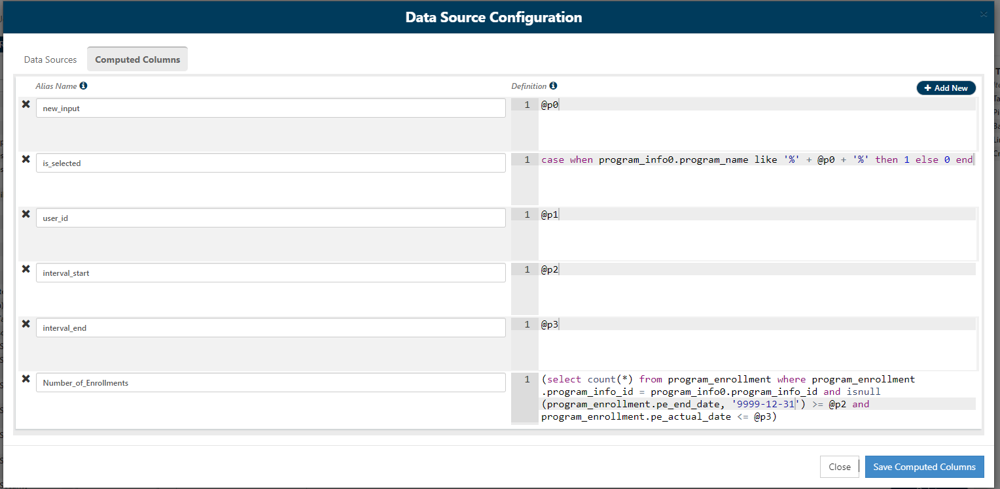 Data Source Configuration
Data Sources
Computed Columns
Alias Name
Definition
+ Add New
new_input
1 @p0
is_selected
1 case when program_info0.program_name like '%' + @p0 + '%' then 1 else 0 end
user_id
1 @p1
interval_start
1 @p2
interval_end
1 @p3
Number_of_Enrollments
1 (select count(*) from program_enrollment where program_enrollment
.program_info_id = program_info0.program_info_id and isnull
(program_enrollment.pe_end_date, '9999-12-31') >= @p2 and
program_enrollment.pe_actual_date <= @p3)
Close
Save Computed Columns